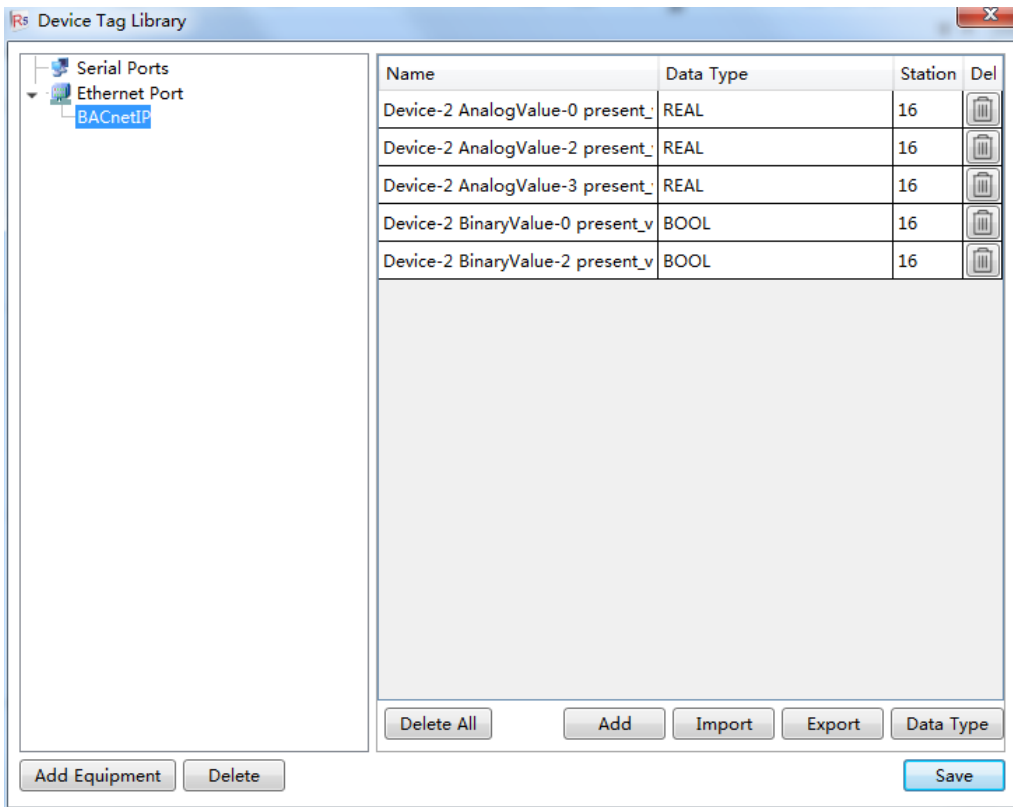 Rs Device Tag Library
Serial Ports
Ethernet Port
BACnetIP
Name Data Type Station Del
Device-2 AnalogValue-0 present_ REAL 16
Device-2 AnalogValue-2 present_ REAL 16
Device-2 AnalogValue-3 present_ REAL 16
Device-2 BinaryValue-0 present_v BOOL 16
Device-2 BinaryValue-2 present_v BOOL 16
Delete All Add Import Export Data Type
Add Equipment Delete Save